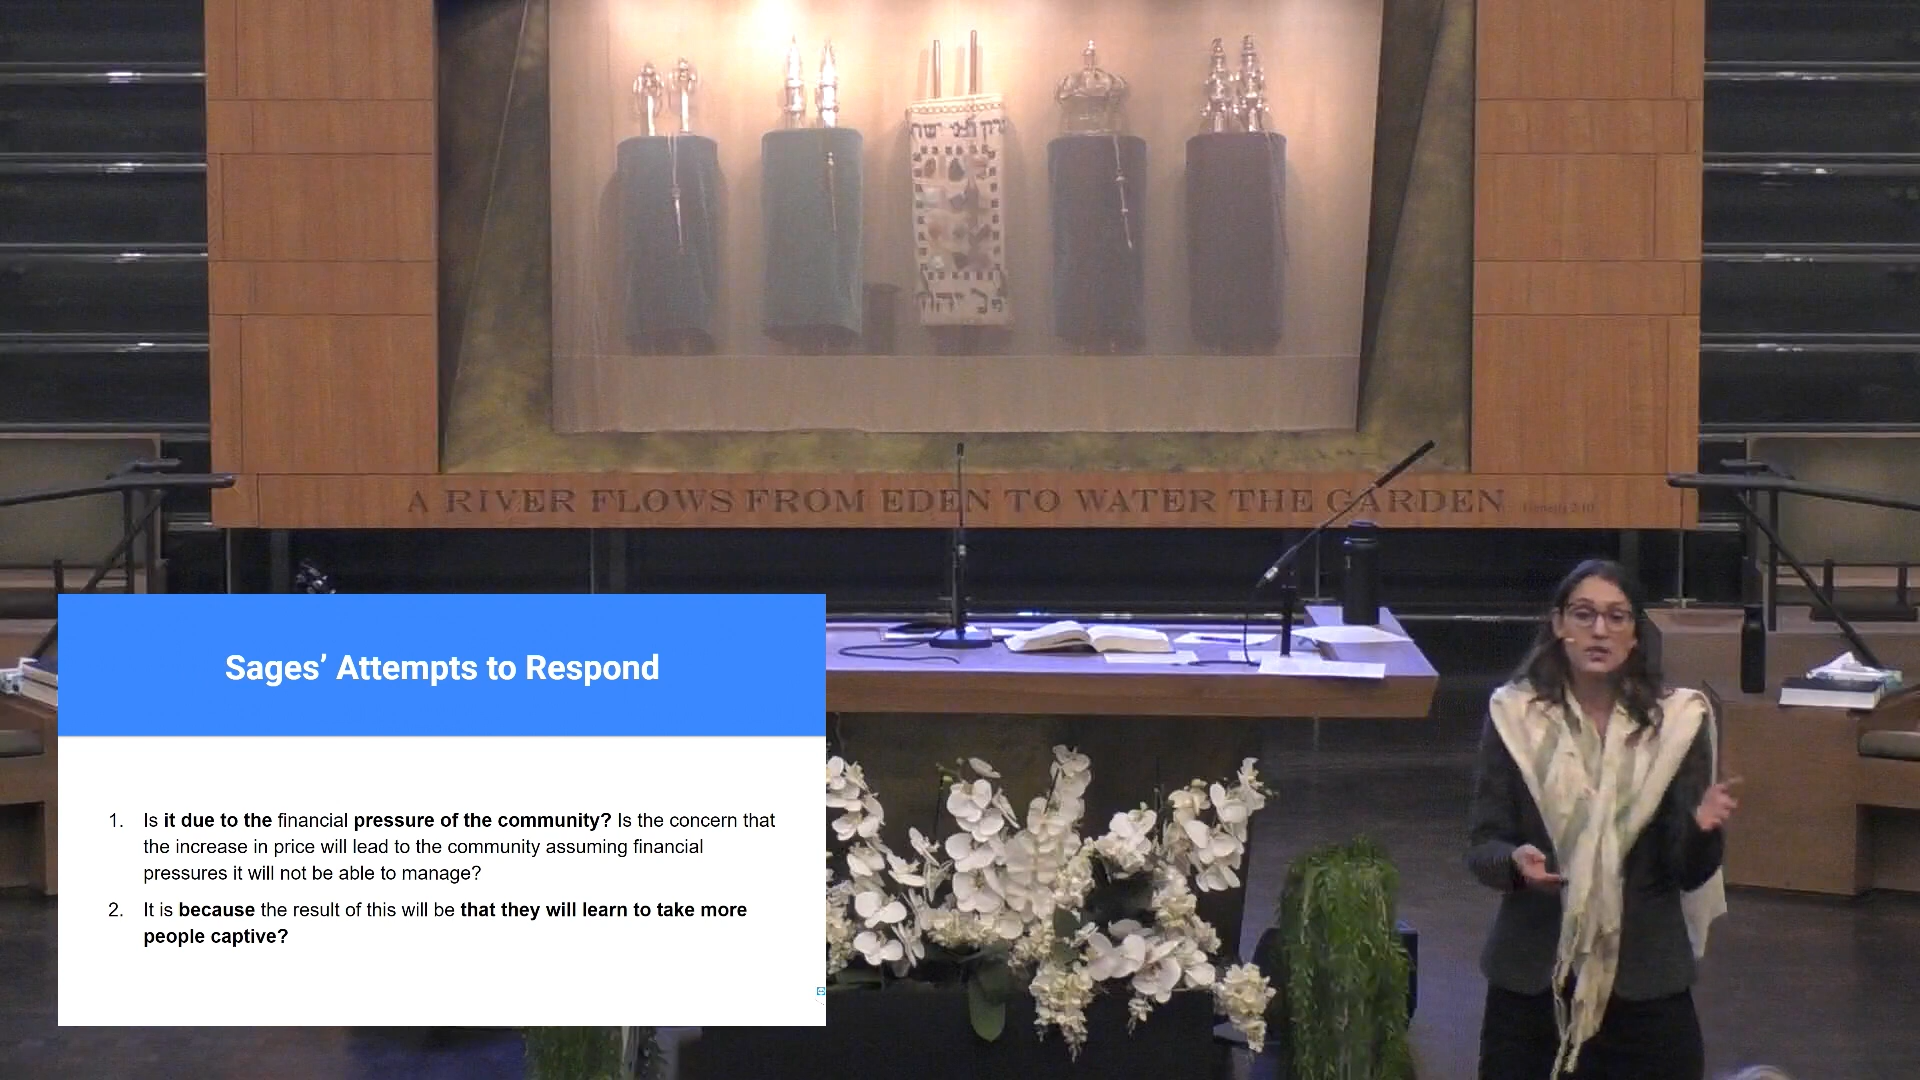 A RIVER FLOWS FROM EDEN TO WATER THE GARDEN
Genesis 2:10
Sages’ Attempts to Respond
1. Is it due to the financial pressure of the community? Is the concern that
the increase in price will lead to the community assuming financial
pressures it will not be able to manage?
2. It is because the result of this will be that they will learn to take more
people captive?